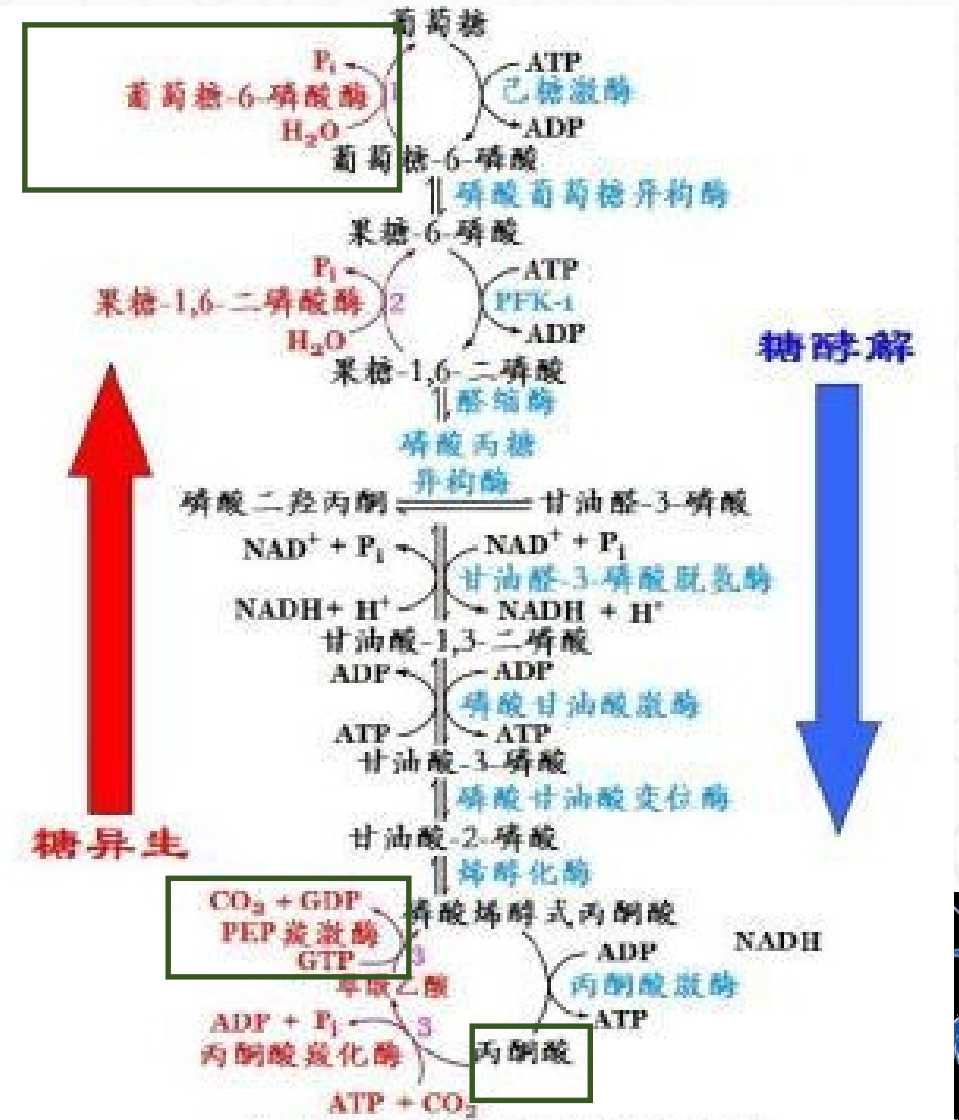 葡萄糖
Pi
ATP
葡萄糖-6-磷酸酶
1
己糖激酶
H₂O
ADP
葡萄糖-6-磷酸
磷酸葡萄糖异构酶
果糖-6-磷酸
Pi
ATP
果糖-1,6-二磷酸酶
2
PFK-1
H₂O
ADP
糖酵解
果糖-1,6-二磷酸
醛缩酶
磷酸丙糖
异构酶
磷酸二羟丙酮
甘油醛-3-磷酸
NAD⁺ + Pi
NAD⁺ + Pi
甘油醛-3-磷酸脱氢酶
NADH+ H⁺
NADH + H⁺
甘油酸-1,3-二磷酸
ADP
ADP
磷酸甘油酸激酶
ATP
ATP
甘油酸-3-磷酸
磷酸甘油酸变位酶
糖异生
甘油酸-2-磷酸
烯醇化酶
CO₂ + GDP
磷酸烯醇式丙酮酸
PEP羧激酶
NADH
ADP
GTP
3
草酰乙酸
丙酮酸激酶
ADP + Pi
3
ATP
丙酮酸羧化酶
丙酮酸
ATP + CO₂